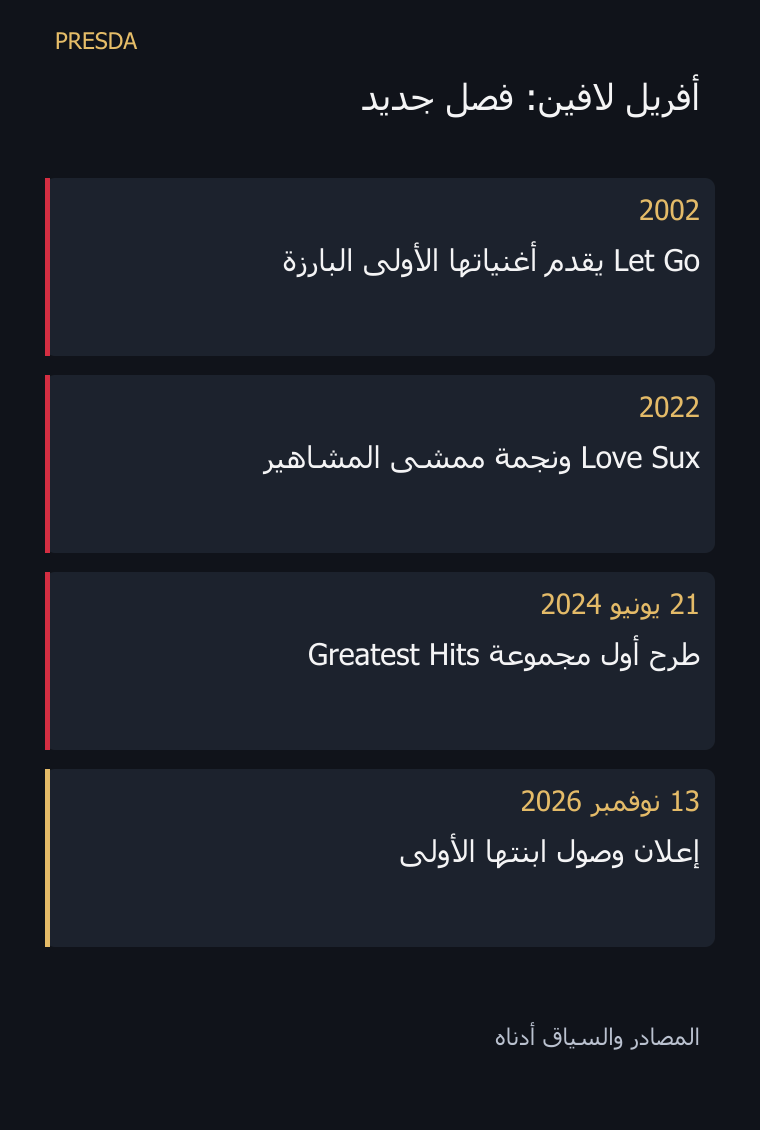 PRESDA
أفريل لافين: فصل جديد
2002
Let Go يقدم أغنياتها الأولى البارزة
2022
Love Sux ونجمة ممشى المشاهير
21 يونيو 2024
طرح أول مجموعة Greatest Hits
13 نوفمبر 2026
إعلان وصول ابنتها الأولى
المصادر والسياق أدناه